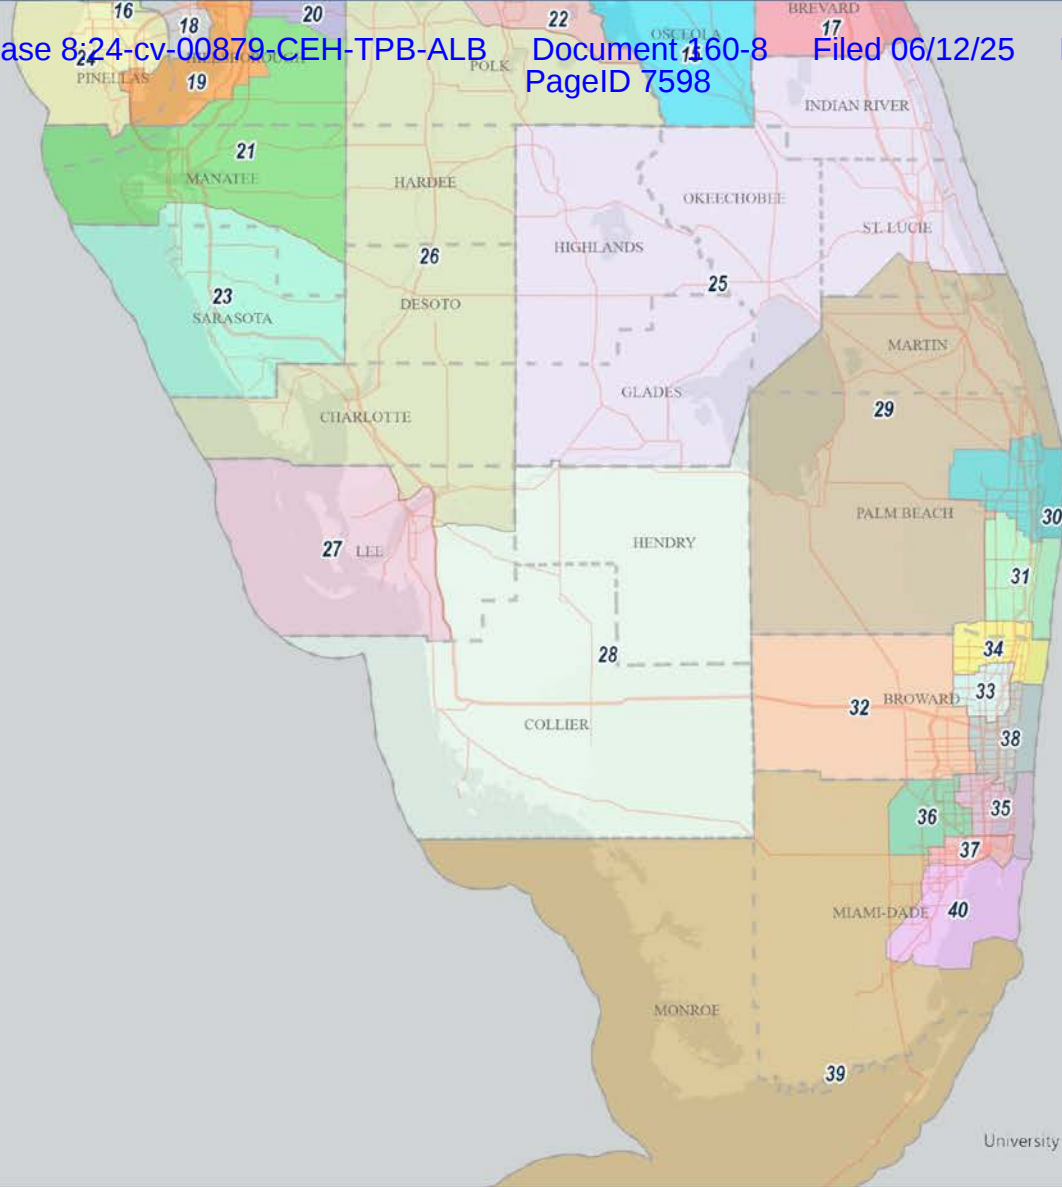 BREVARD
16
18
20
22
17
OSCEOLA
ase 8:24-cv-00879-CEH-TPB-ALB Document 160-8 Filed 06/12/25
24
HILLSBOROUGH
15
POLK
PINELLAS
19
PageID 7598
INDIAN RIVER
21
MANATEE
HARDEE
OKEECHOBEE
ST. LUCIE
HIGHLANDS
26
25
23
DESOTO
SARASOTA
MARTIN
GLADES
29
CHARLOTTE
PALM BEACH
30
HENDRY
27 LEE
31
34
28
33
BROWARD
32
COLLIER
38
35
36
37
MIAMI-DADE 40
MONROE
39
University